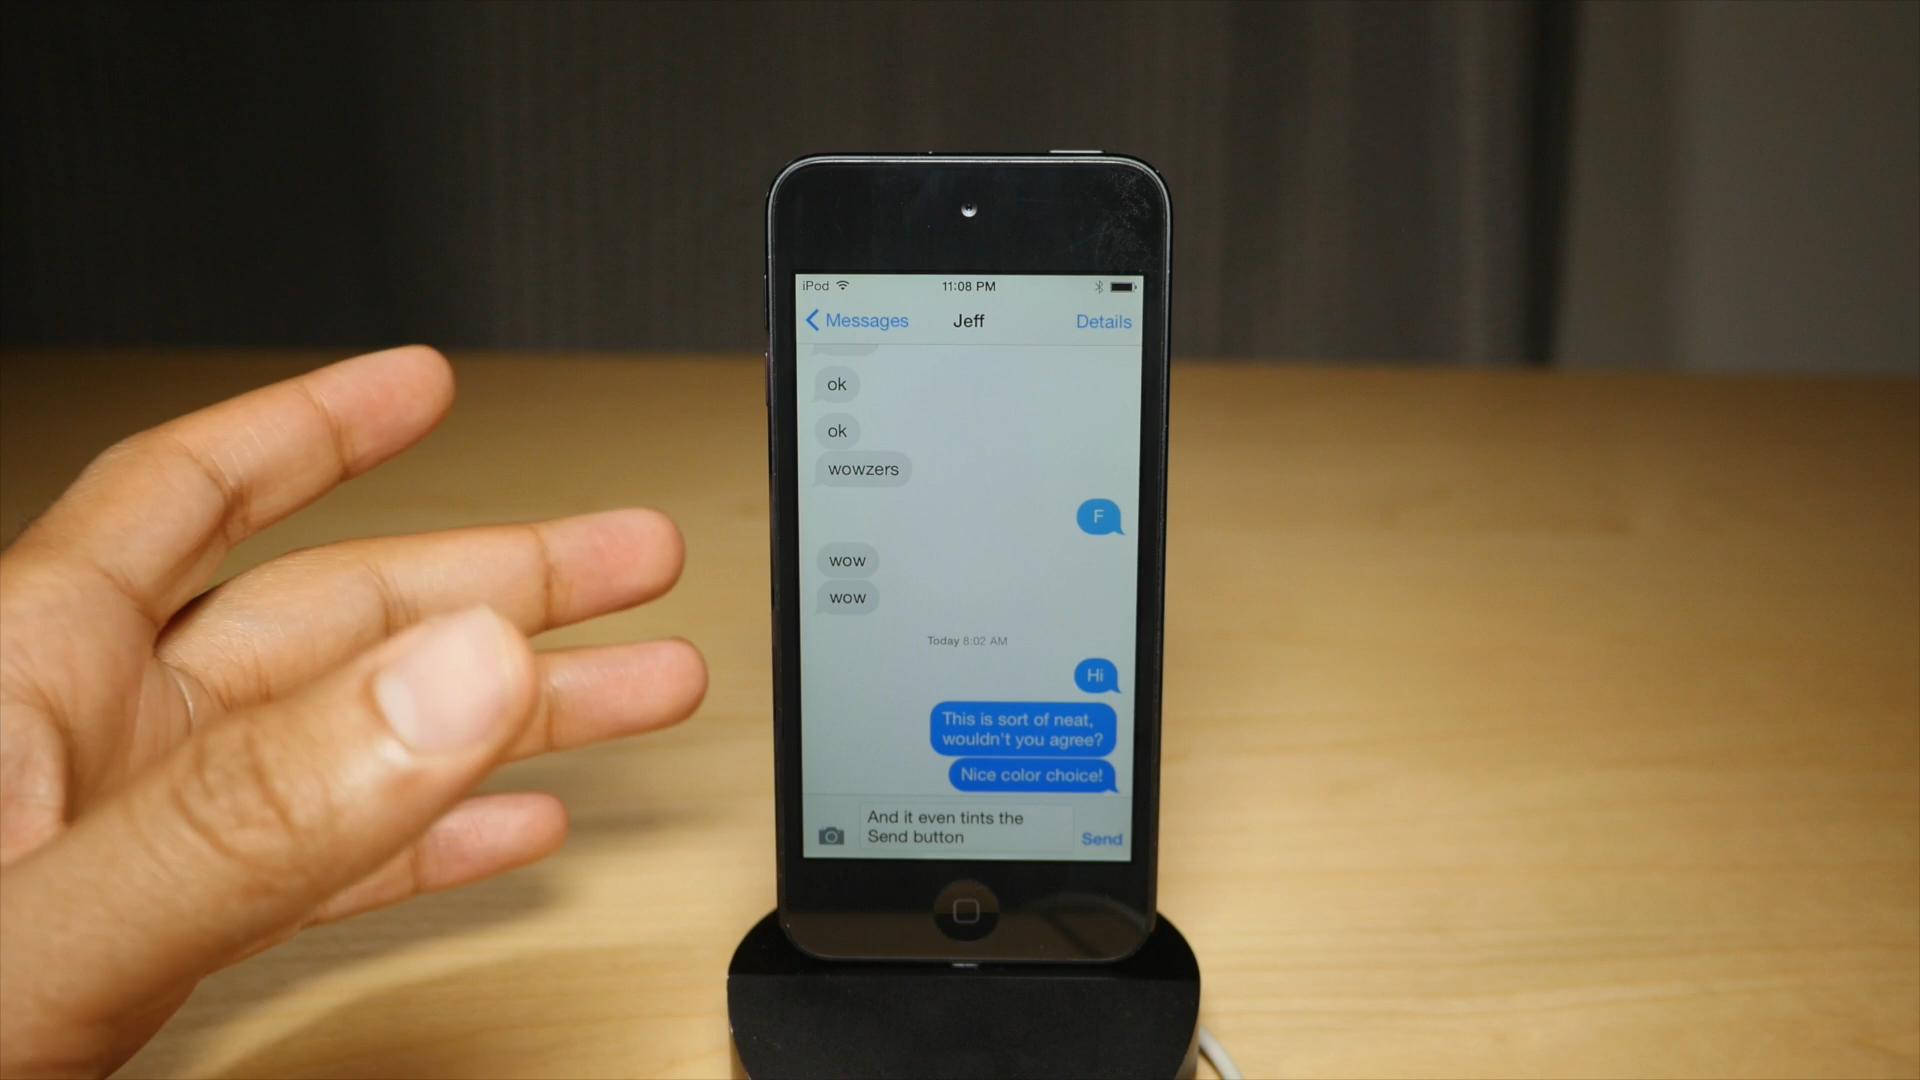 iPod 11:08 PM
Messages Jeff Details
ok
ok
wowzers
F
wow
wow
Today 8:02 AM
Hi
This is sort of neat,
wouldn't you agree?
Nice color choice!
And it even tints the
Send button
Send